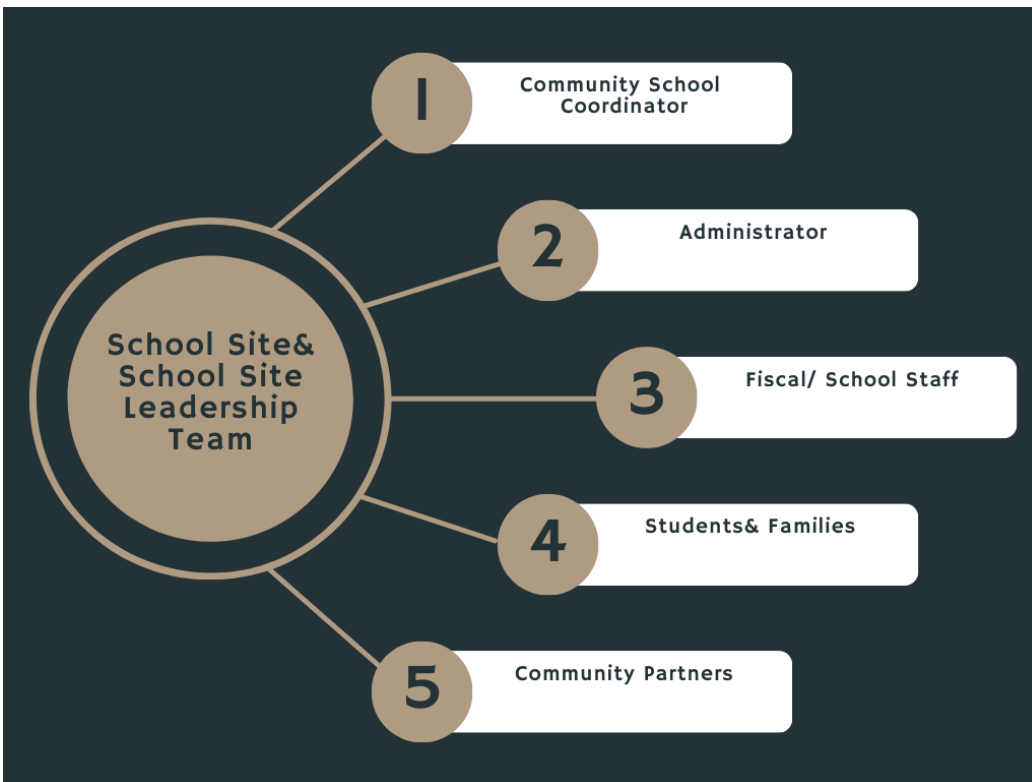 1
Community School
Coordinator
2
Administrator
School Site&
School Site
Leadership
Team
3
Fiscal/ School Staff
4
Students& Families
5
Community Partners